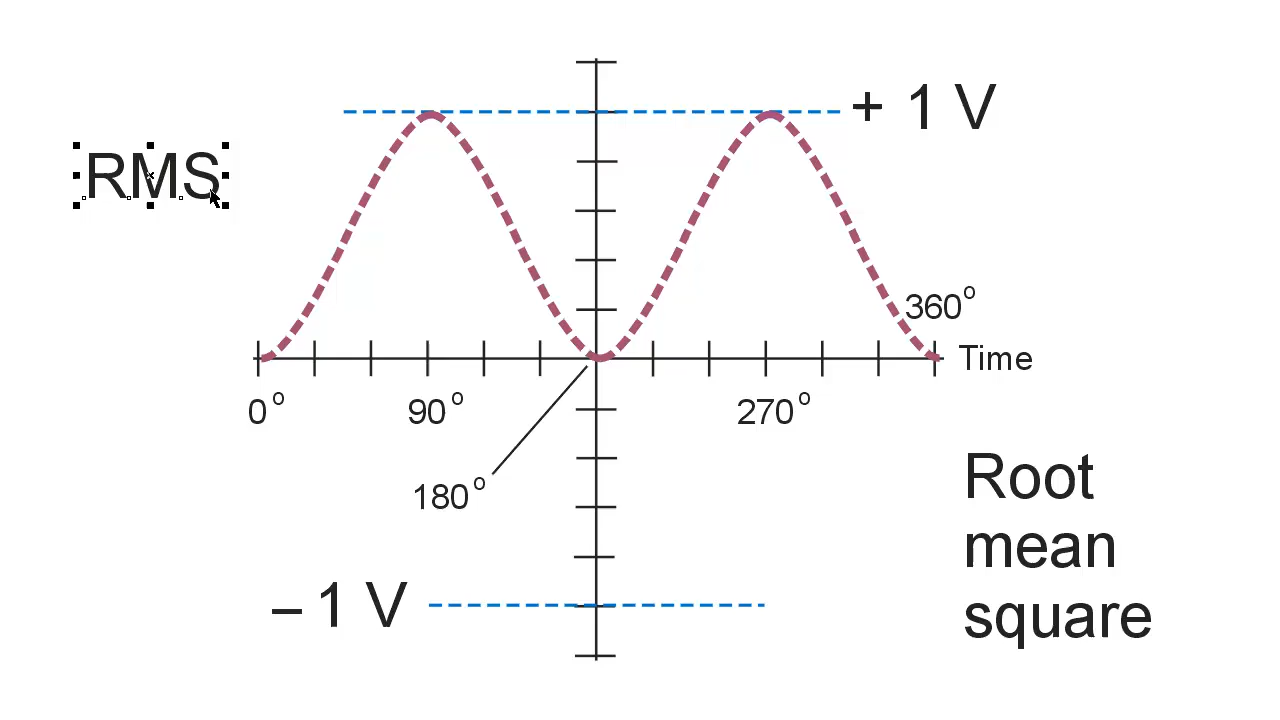 + 1 V
RMS
360°
Time
0° 90° 270°
180°
Root
mean
square
– 1 V